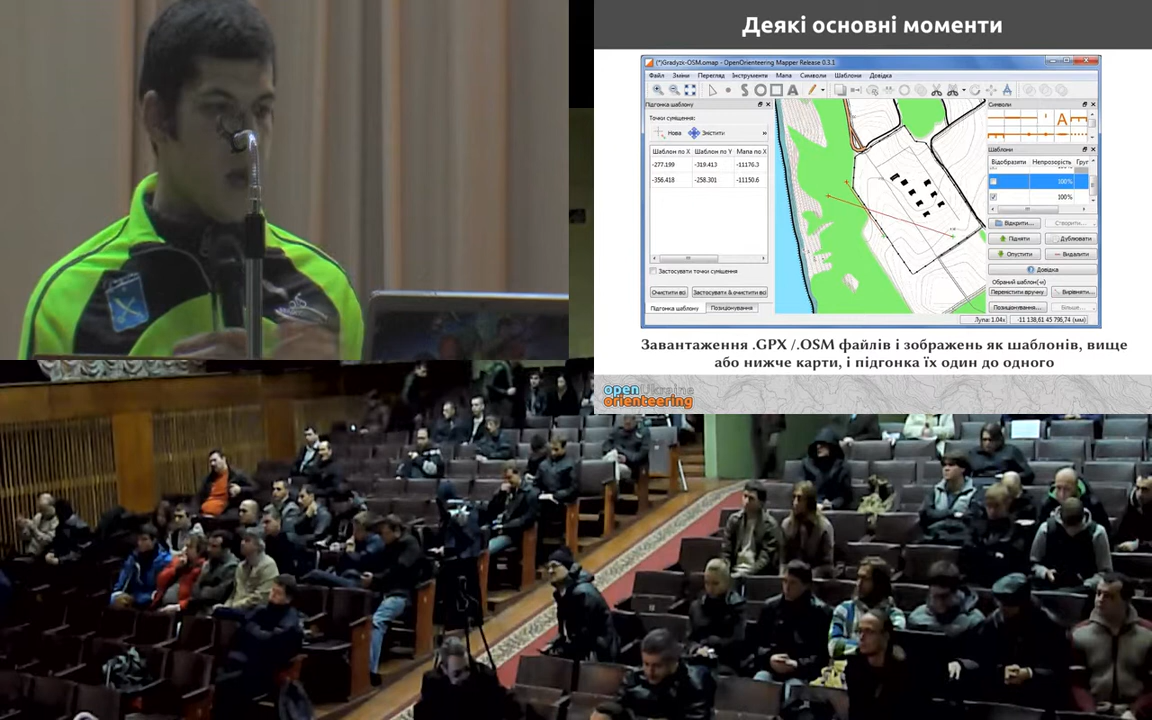 Деякі основні моменти
(*)Gradyzk-OSM.omap - OpenOrienteering Mapper Release 0.3.1
Файл Зміни Перегляд Інструменти Мапа Символи Шаблони Довідка
Підгонка шаблону
Точки суміщення:
Нова Змістити »
Шаблон по X Шаблон по Y Мапа по X
-277.199 -319.413 -11176.3
-356.418 -258.301 -11150.6
Застосувати точки суміщення
Очистити всі Застосувати & очистити всі
Підгонка шаблону Позиціонування
Символи
A
Шаблони
Відобразити Непрозорість Груп
100%
100%
Відкрити... Створити...
Підняти Дублювати
Опустити Видалити
Довідка
Обраний шаблон(и)
Перемістити вручну Вирівняти...
Позиціонування... Більше...
Лупа: 1.04x -11 138,61 45 796,74 (мм)
Завантаження .GPX /.OSM файлів і зображень як шаблонів, вище
або нижче карти, і підгонка їх один до одного
open Ukraine
orienteering